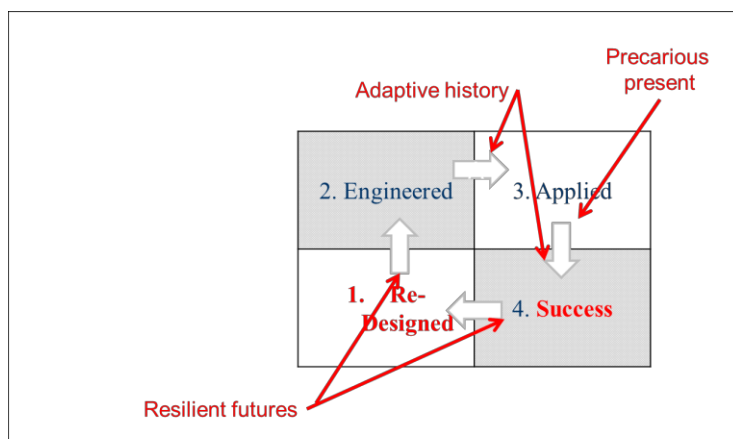 Precarious
present
Adaptive history
2. Engineered
3. Applied
1. Re-
Designed
4. Success
Resilient futures